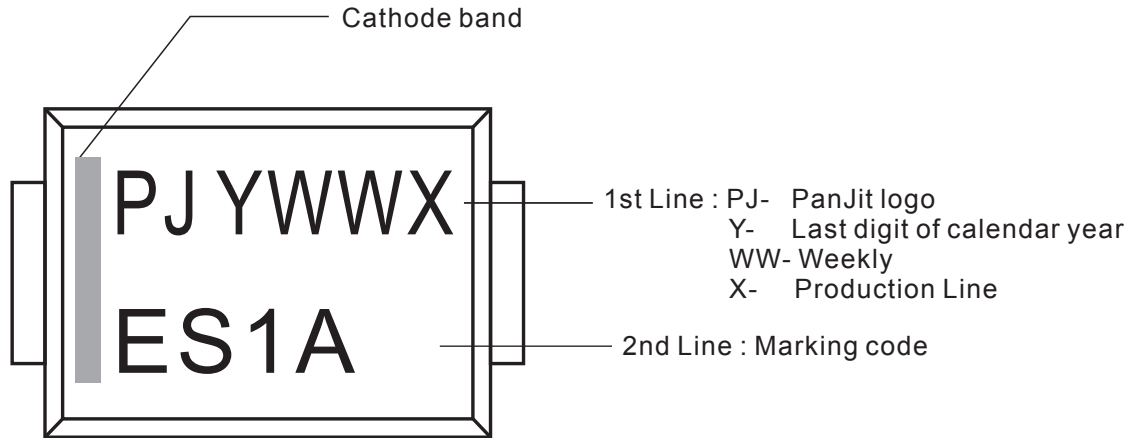 Cathode band
PJ YWWX
1st Line : PJ- PanJit logo
Y- Last digit of calendar year
WW- Weekly
X- Production Line
ES1A
2nd Line : Marking code